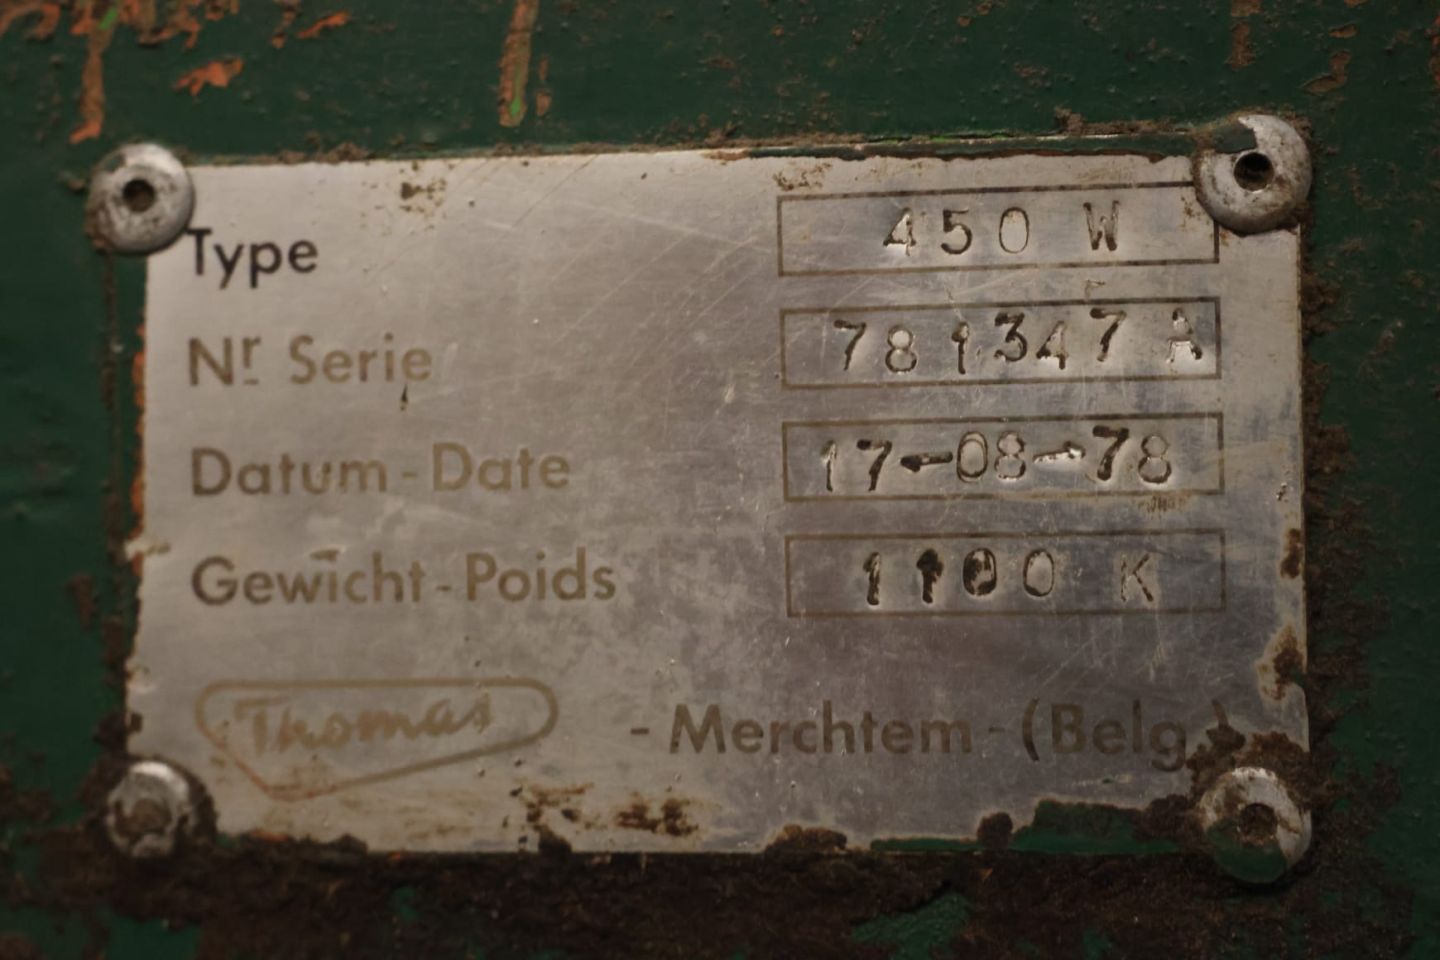 Type 450 W
Nr Serie 781347 A
Datum - Date 17-08-78
Gewicht - Poids 1100 K
Thomas - Merchtem - (Belg.)